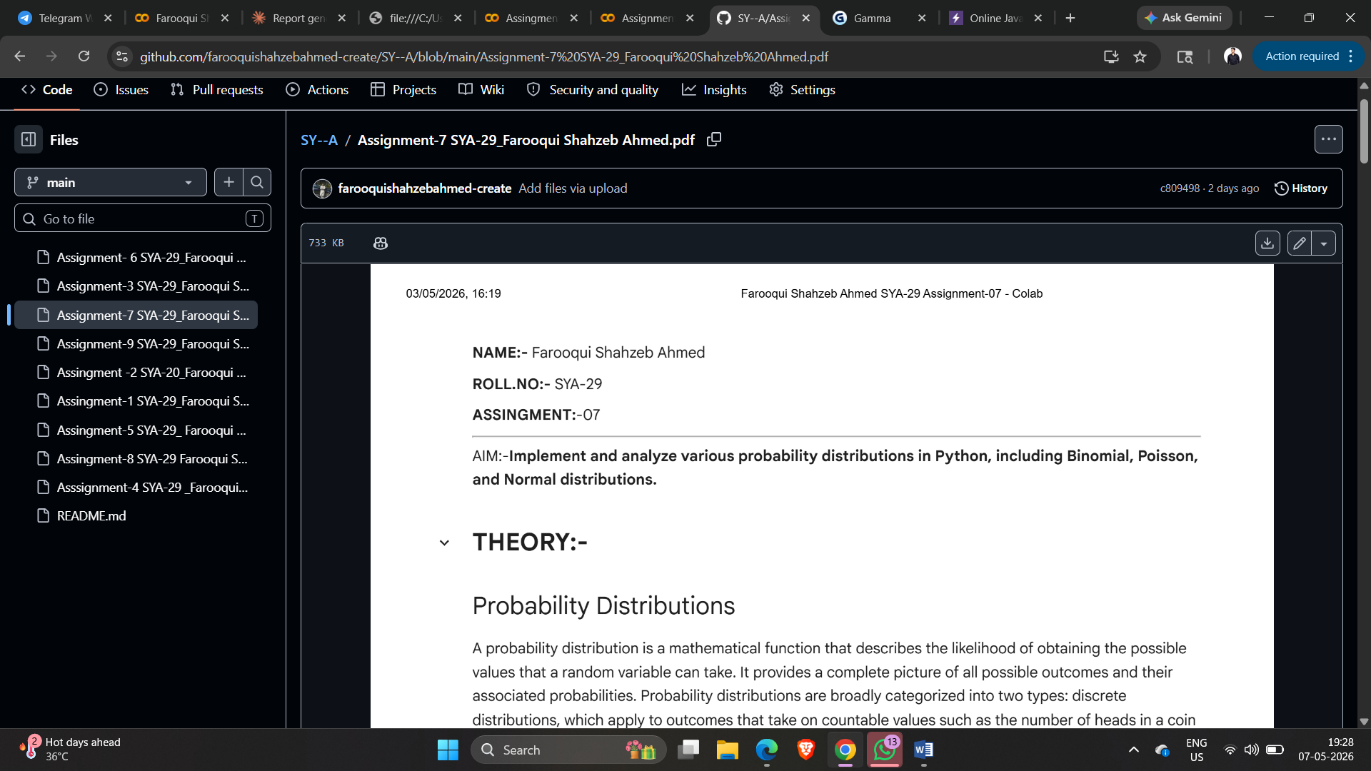 Telegram W
Farooqui S
Report gen
file:///C:/U
Assingmen
Assignmen
SY--A/Assi
Gamma
Online Java
Ask Gemini
github.com/farooquishahzebahmed-create/SY--A/blob/main/Assignment-7%20SYA-29_Farooqui%20Shahzeb%20Ahmed.pdf
Action required
Code
Issues
Pull requests
Actions
Projects
Wiki
Security and quality
Insights
Settings
Files
main
Go to file
T
Assignment- 6 SYA-29_Farooqui ...
Assignment-3 SYA-29_Farooqui S...
Assignment-7 SYA-29_Farooqui S...
Assignment-9 SYA-29_Farooqui S...
Assingment -2 SYA-20_Farooqui ...
Assingment-1 SYA-29_Farooqui S...
Assingment-5 SYA-29_ Farooqui ...
Assingment-8 SYA-29 Farooqui S...
Asssignment-4 SYA-29 _Farooqui...
README.md
SY--A / Assignment-7 SYA-29_Farooqui Shahzeb Ahmed.pdf
farooquishahzebahmed-create Add files via upload
c809498 · 2 days ago
History
733 KB
03/05/2026, 16:19
Farooqui Shahzeb Ahmed SYA-29 Assignment-07 - Colab
NAME:- Farooqui Shahzeb Ahmed
ROLL.NO:- SYA-29
ASSINGMENT:-07
AIM:-Implement and analyze various probability distributions in Python, including Binomial, Poisson,
and Normal distributions.
THEORY:-
Probability Distributions
A probability distribution is a mathematical function that describes the likelihood of obtaining the possible
values that a random variable can take. It provides a complete picture of all possible outcomes and their
associated probabilities. Probability distributions are broadly categorized into two types: discrete
distributions, which apply to outcomes that take on countable values such as the number of heads in a coin
2
Hot days ahead
36°C
Search
13
ENG
US
19:28
07-05-2026